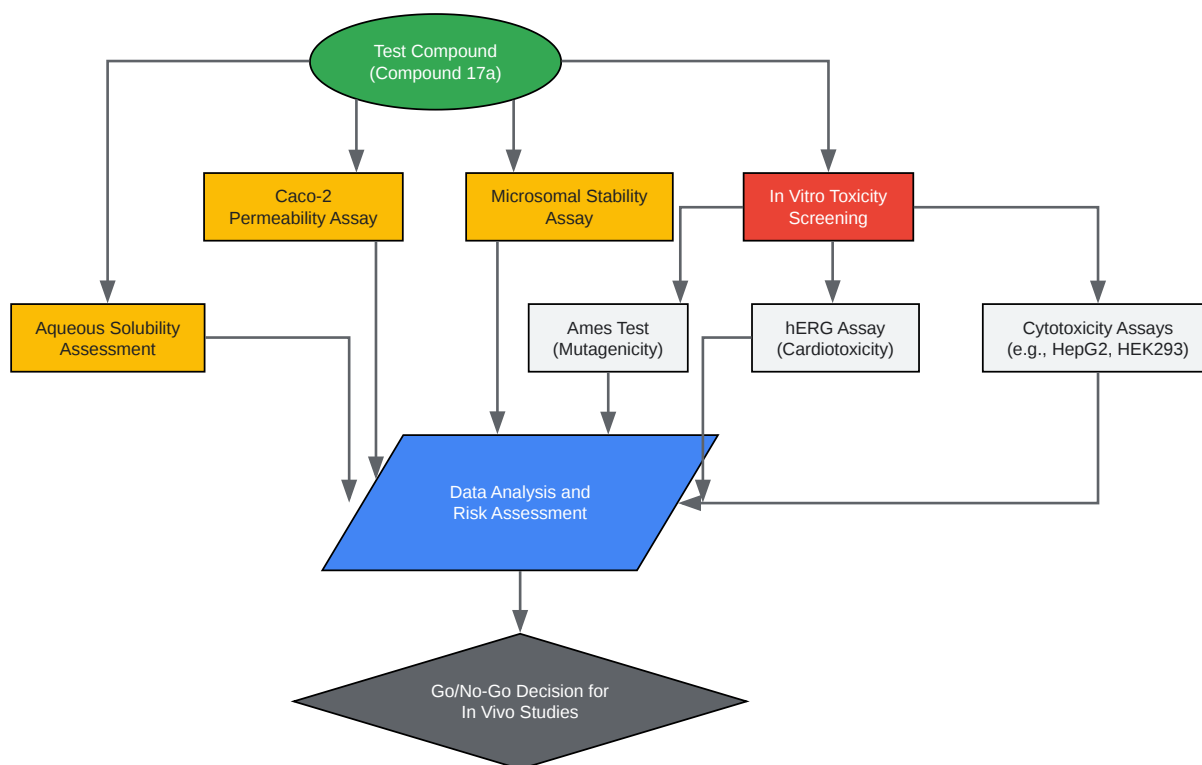 Test Compound
(Compound 17a)
Caco-2
Permeability Assay
Microsomal Stability
Assay
In Vitro Toxicity
Screening
Aqueous Solubility
Assessment
Ames Test
(Mutagenicity)
hERG Assay
(Cardiotoxicity)
Cytotoxicity Assays
(e.g., HepG2, HEK293)
Data Analysis and
Risk Assessment
Go/No-Go Decision for
In Vivo Studies